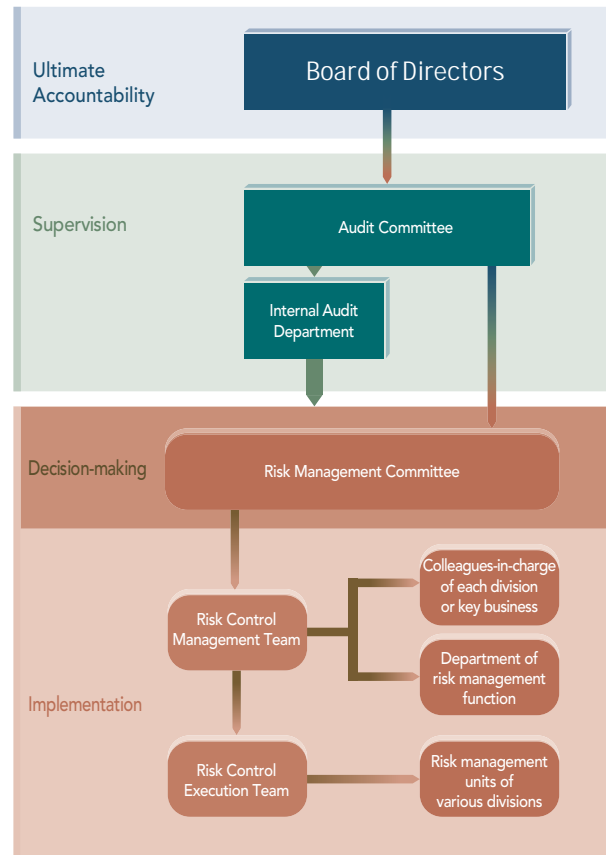 Ultimate
Accountability
Board of Directors
Supervision
Audit Committee
Internal Audit
Department
Decision-making
Risk Management Committee
Colleagues-in-charge
of each division
or key business
Risk Control
Management Team
Department of
risk management
function
Implementation
Risk Control
Execution Team
Risk management
units of
various divisions